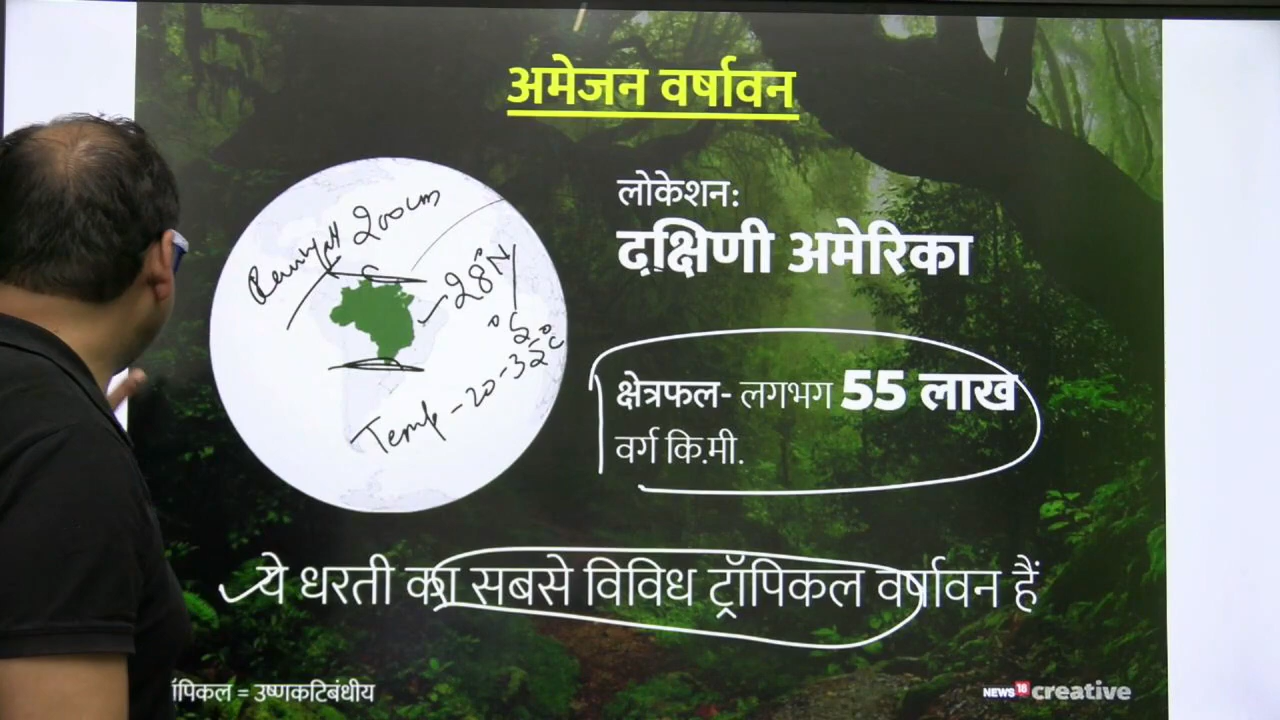 अमेजन वर्षावन
लोकेशन:
दक्षिणी अमेरिका
200cm
28°N
Temp - 20 - 32°C
क्षेत्रफल- लगभग 55 लाख
वर्ग कि.मी.
ये धरती का सबसे विविध ट्रॉपिकल वर्षावन हैं
ॉपिकल = उष्णकटिबंधीय
NEWS18 creative